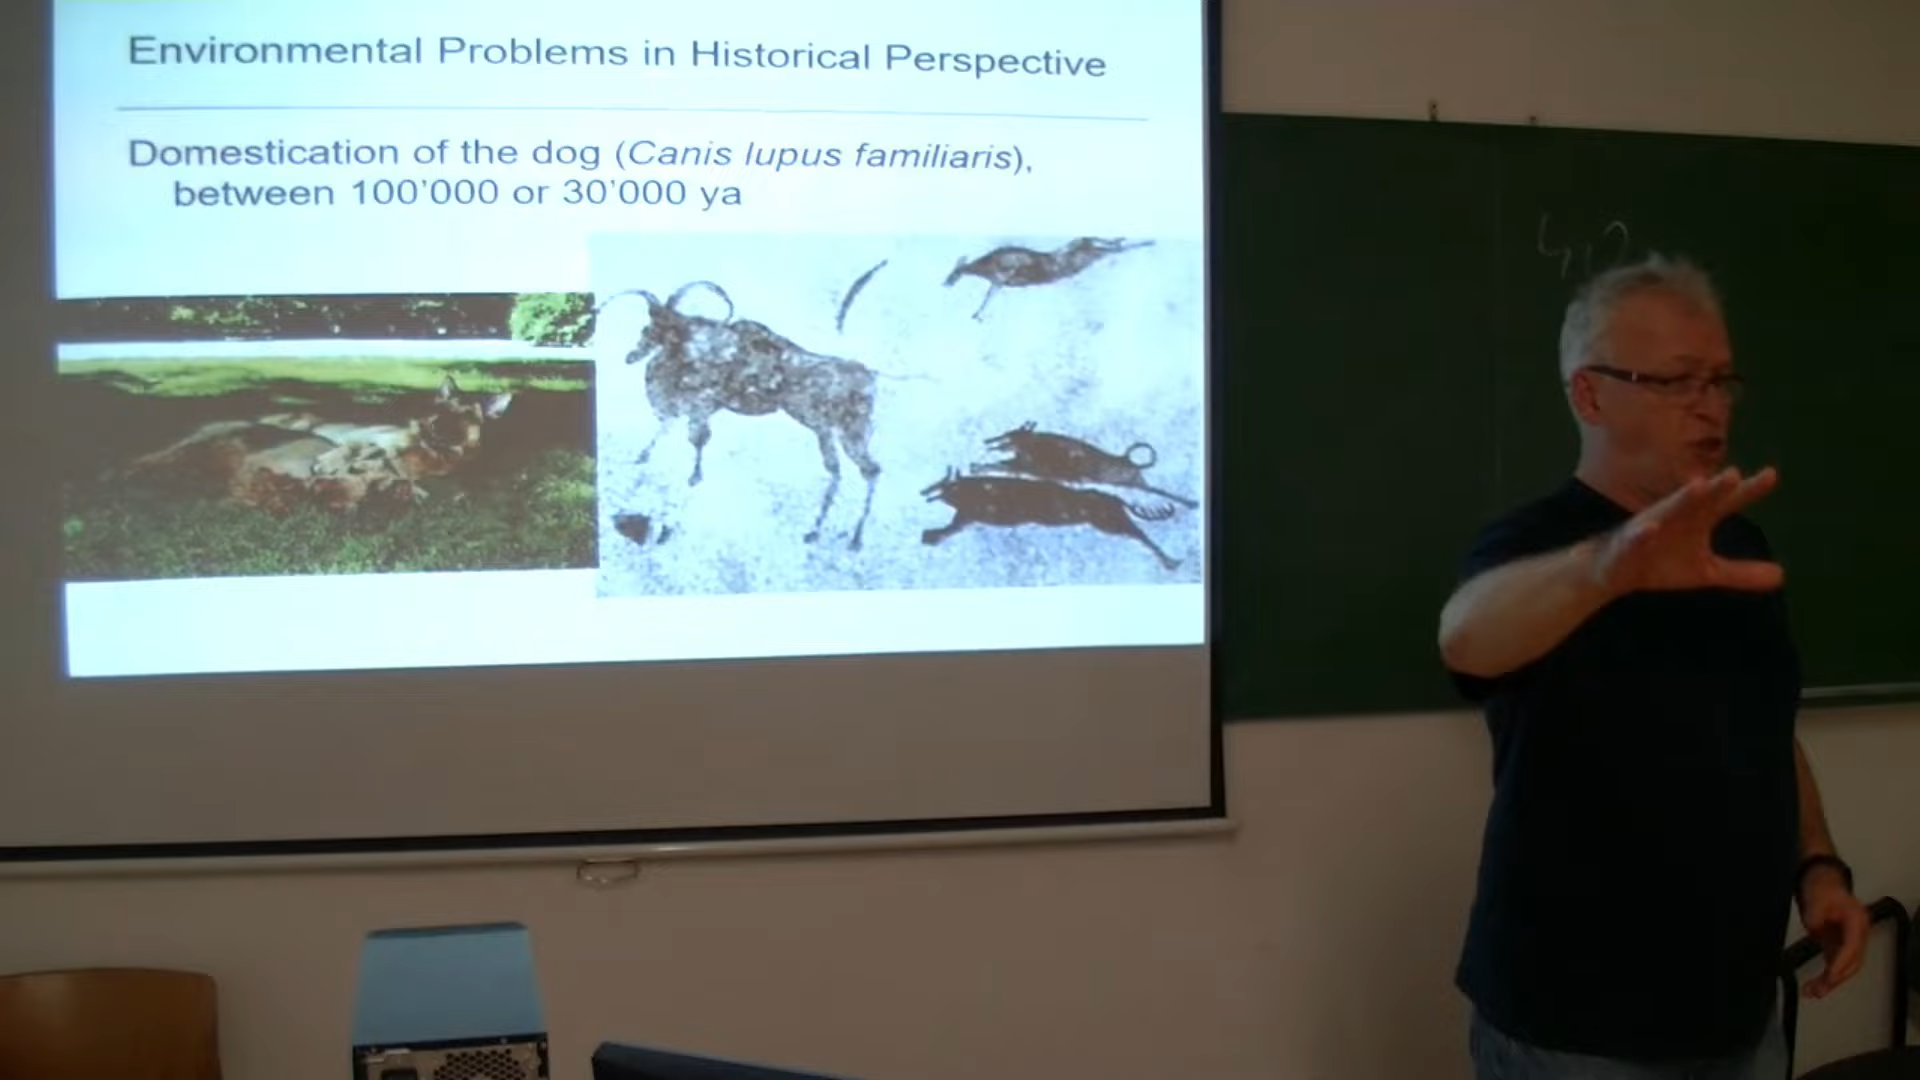 Environmental Problems in Historical Perspective
Domestication of the dog (Canis lupus familiaris),
between 100'000 or 30'000 ya